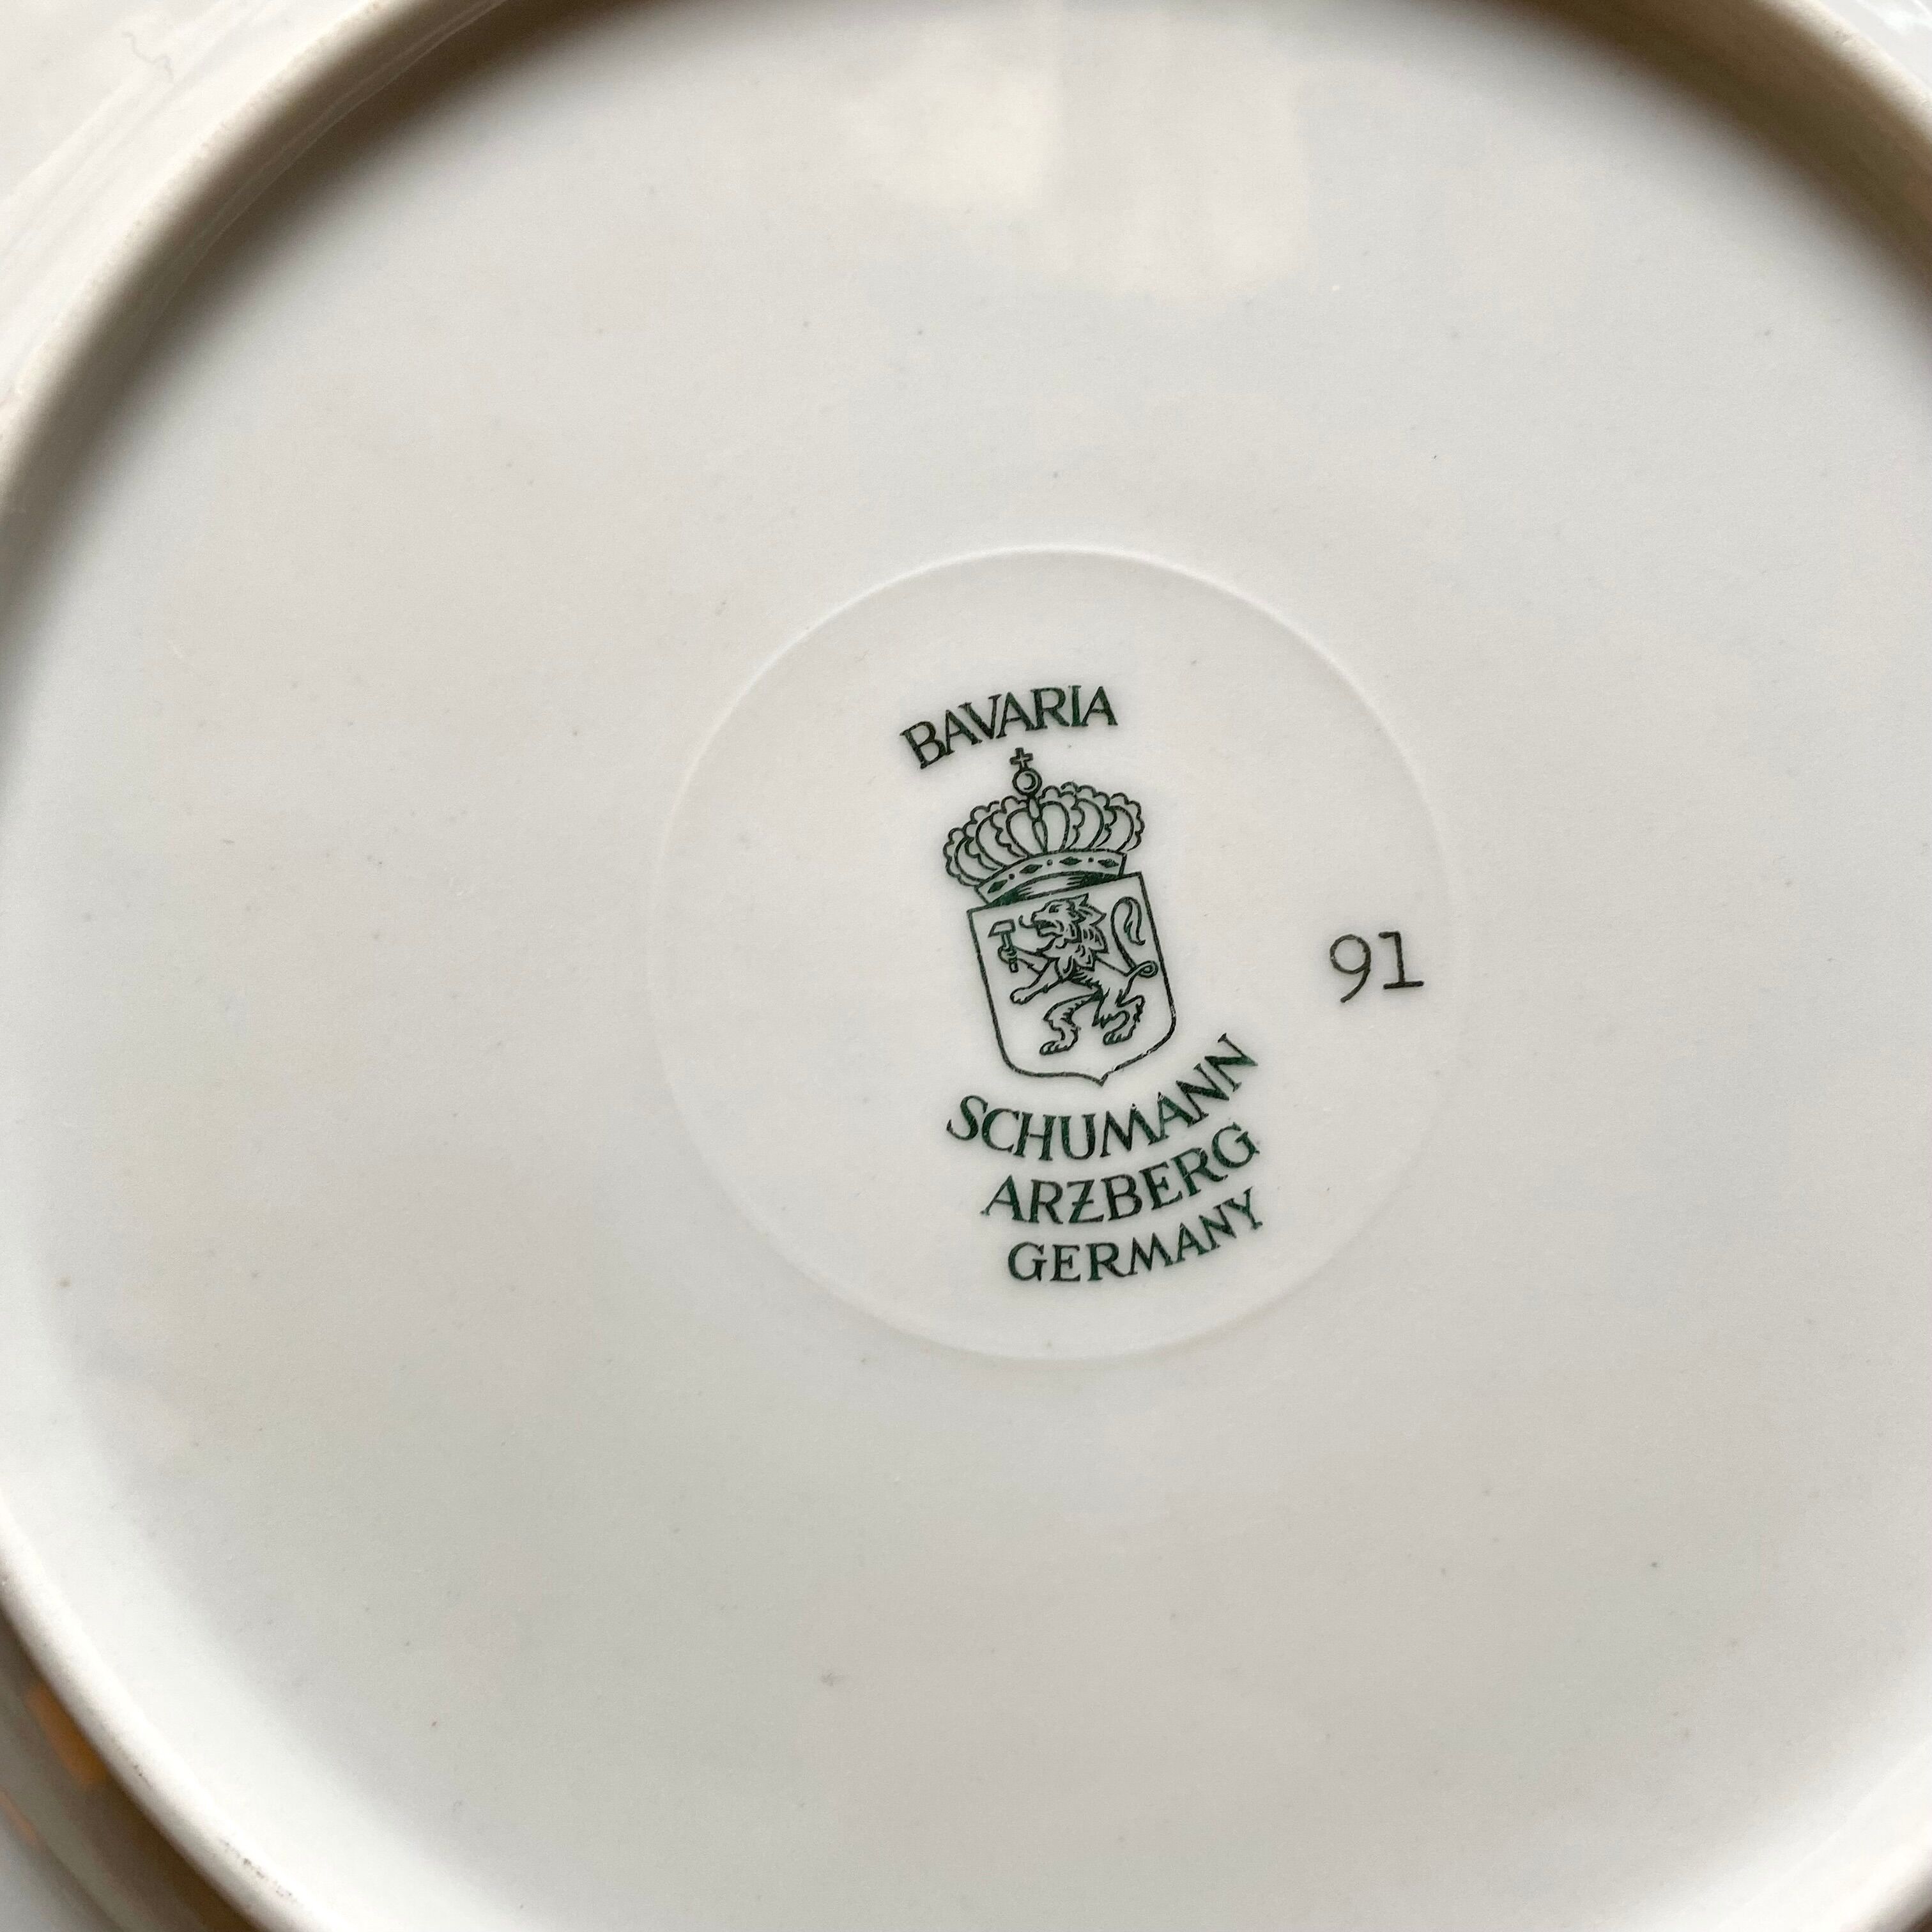 BAVARIA
91
SCHUMANN
ARZBERG
GERMANY